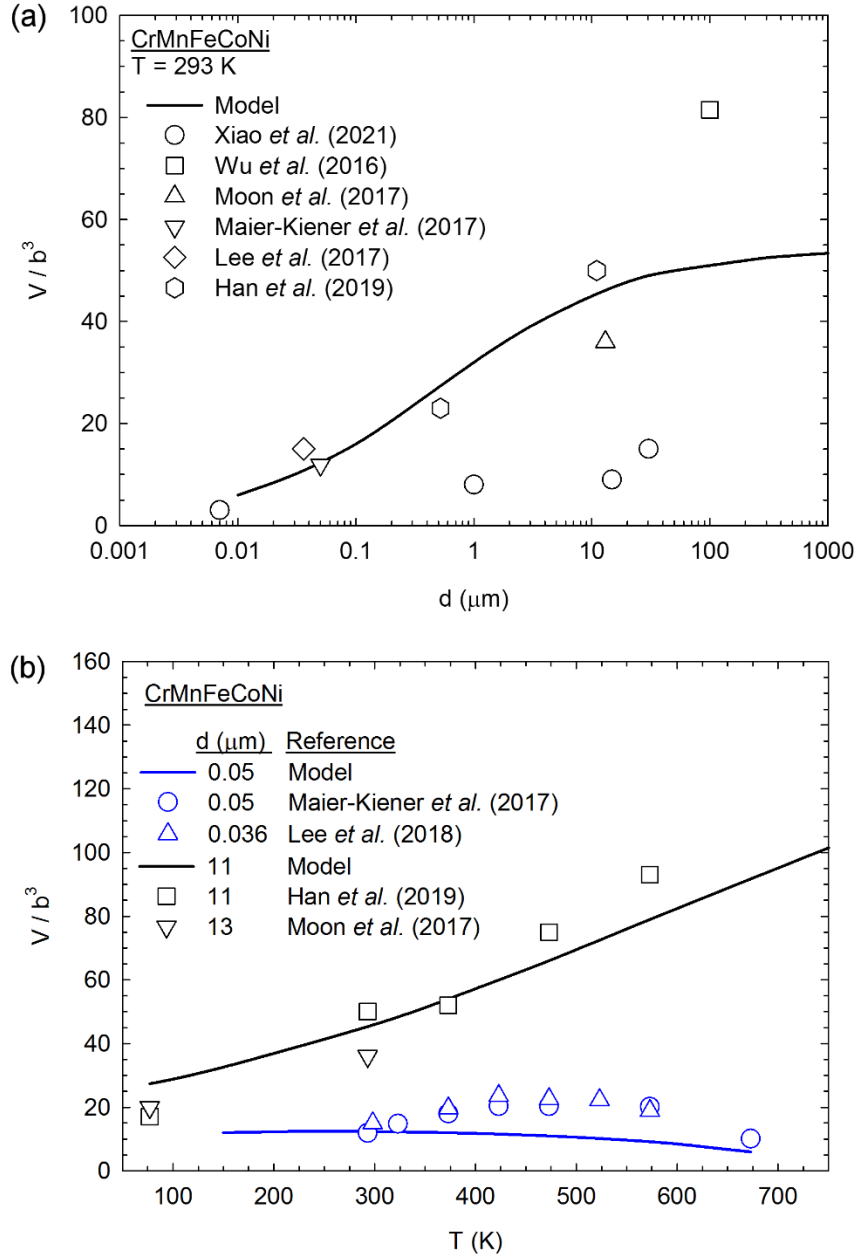 (a)
100
80
60
40
20
0
V / b³
CrMnFeCoNi
T = 293 K
Model
Xiao et al. (2021)
Wu et al. (2016)
Moon et al. (2017)
Maier-Kiener et al. (2017)
Lee et al. (2017)
Han et al. (2019)
0.001 0.01 0.1 1 10 100 1000
d (μm)
(b)
160
140
120
100
80
60
40
20
0
V / b³
CrMnFeCoNi
d (μm) Reference
0.05 Model
0.05 Maier-Kiener et al. (2017)
0.036 Lee et al. (2018)
11 Model
11 Han et al. (2019)
13 Moon et al. (2017)
100 200 300 400 500 600 700
T (K)